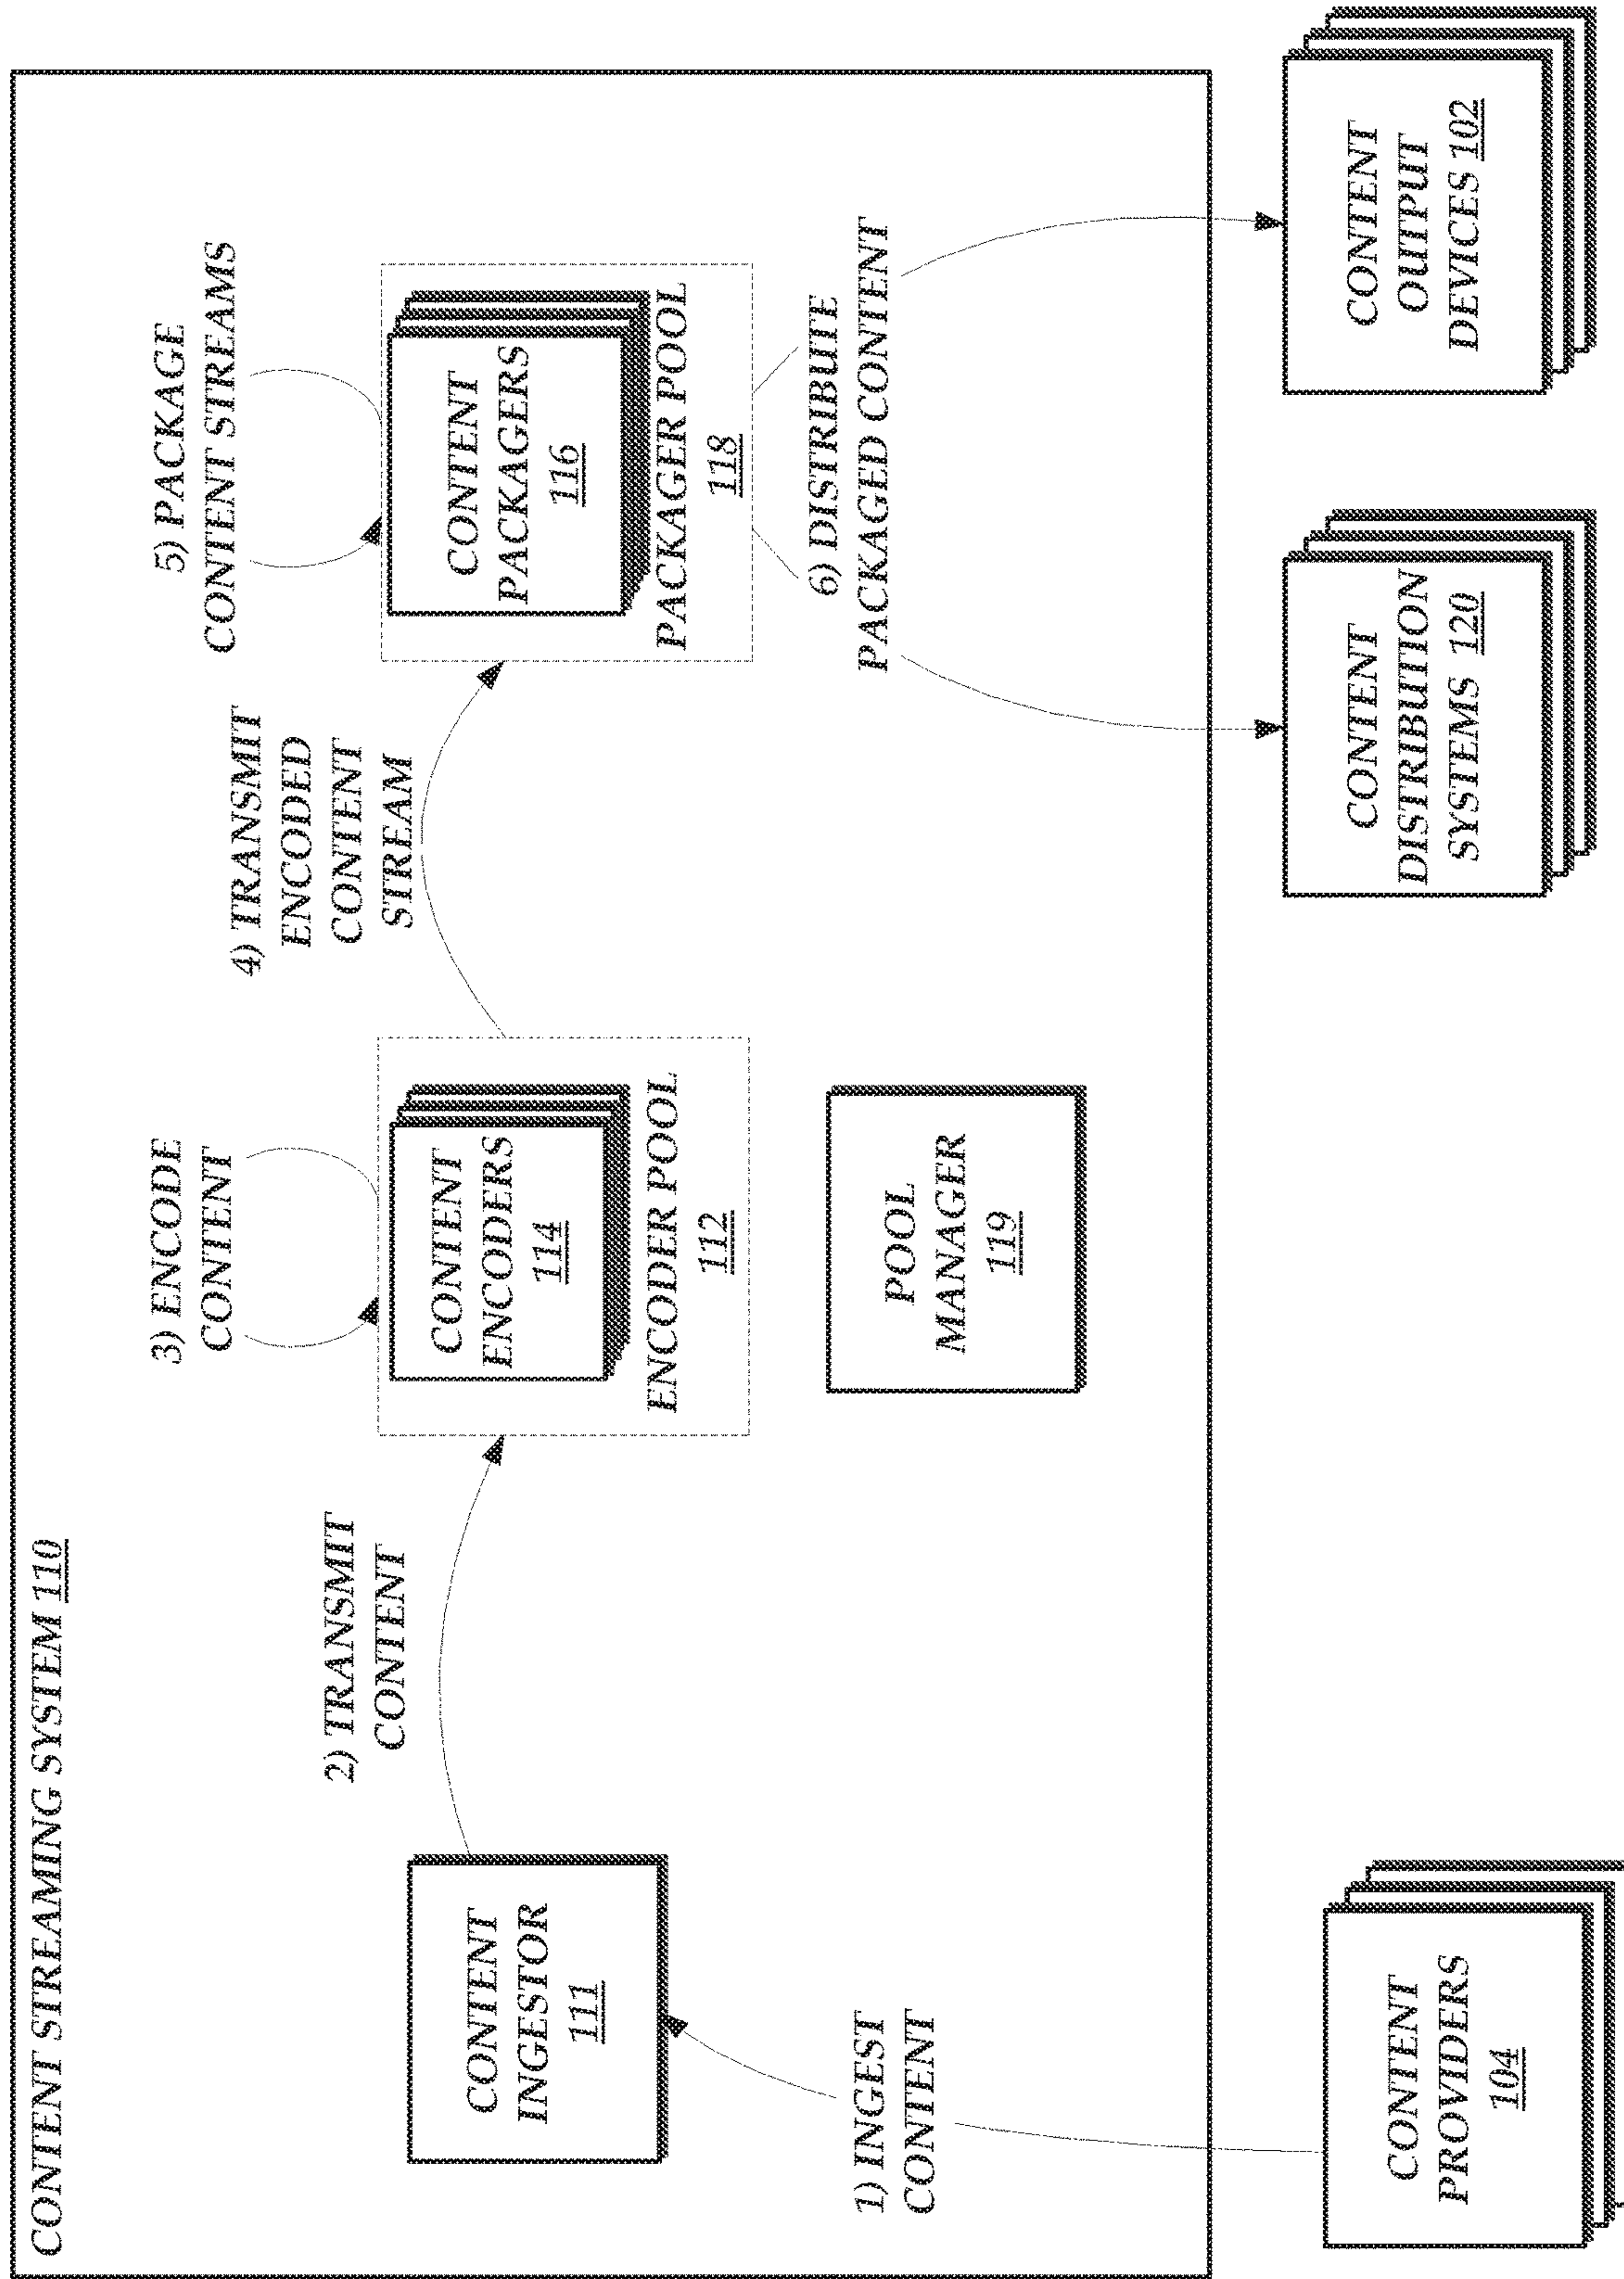 CONTENT STREAMING SYSTEM 110
1) INGEST
CONTENT
CONTENT
INGESTOR
111
2) TRANSMIT
CONTENT
3) ENCODE
CONTENT
CONTENT
ENCODERS
114
ENCODER POOL
112
POOL
MANAGER
119
4) TRANSMIT
ENCODED
CONTENT
STREAM
5) PACKAGE
CONTENT STREAMS
CONTENT
PACKAGERS
116
PACKAGER POOL
118
6) DISTRIBUTE
PACKAGED CONTENT
CONTENT
PROVIDERS
104
CONTENT
DISTRIBUTION
SYSTEMS 120
CONTENT
OUTPUT
DEVICES 102